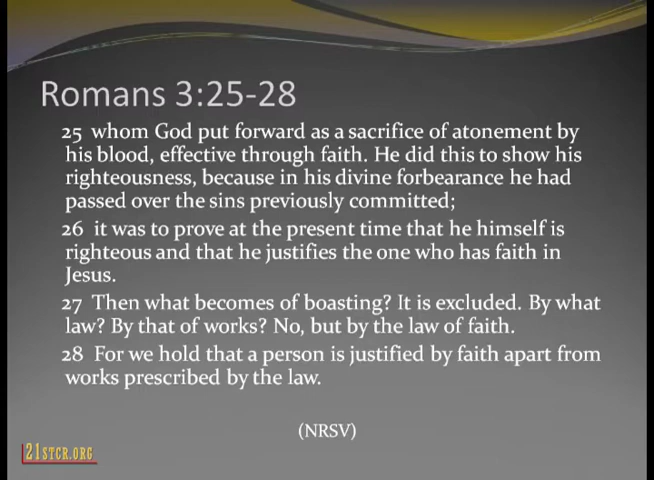 Romans 3:25-28
25 whom God put forward as a sacrifice of atonement by
his blood, effective through faith. He did this to show his
righteousness, because in his divine forbearance he had
passed over the sins previously committed;
26 it was to prove at the present time that he himself is
righteous and that he justifies the one who has faith in
Jesus.
27 Then what becomes of boasting? It is excluded. By what
law? By that of works? No, but by the law of faith.
28 For we hold that a person is justified by faith apart from
works prescribed by the law.
(NRSV)
21STCR.ORG